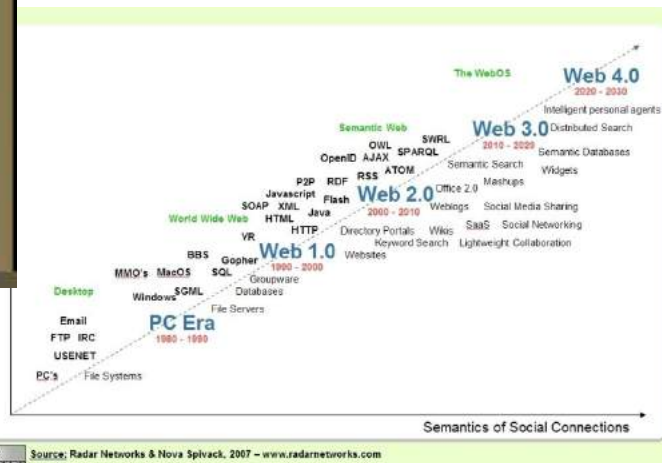 The WebOS
Web 4.0
2020 - 2030
Intelligent personal agents
Semantic Web
SWRL
Web 3.0
2010 - 2020
Distributed Search
OWL
OpenID AJAX SPARQL
ATOM
Semantic Search
Semantic Databases
Widgets
P2P RDF RSS
Mashups
Javascript
Flash
Web 2.0
2000 - 2010
Office 2.0
SOAP XML
Java
Weblogs
Social Media Sharing
World Wide Web
HTML
HTTP
Directory Portals
Wikis
SaaS
Social Networking
VR
Keyword Search
Lightweight Collaboration
BBS
Gopher
Web 1.0
1990 - 2000
Websites
MMO's MacOS
SQL
Groupware
Desktop
Windows
SGML
Databases
File Servers
Email
PC Era
1980 - 1990
FTP IRC
USENET
PC's
File Systems
Semantics of Social Connections
Source: Radar Networks & Nova Spivack, 2007 – www.radarnetworks.com